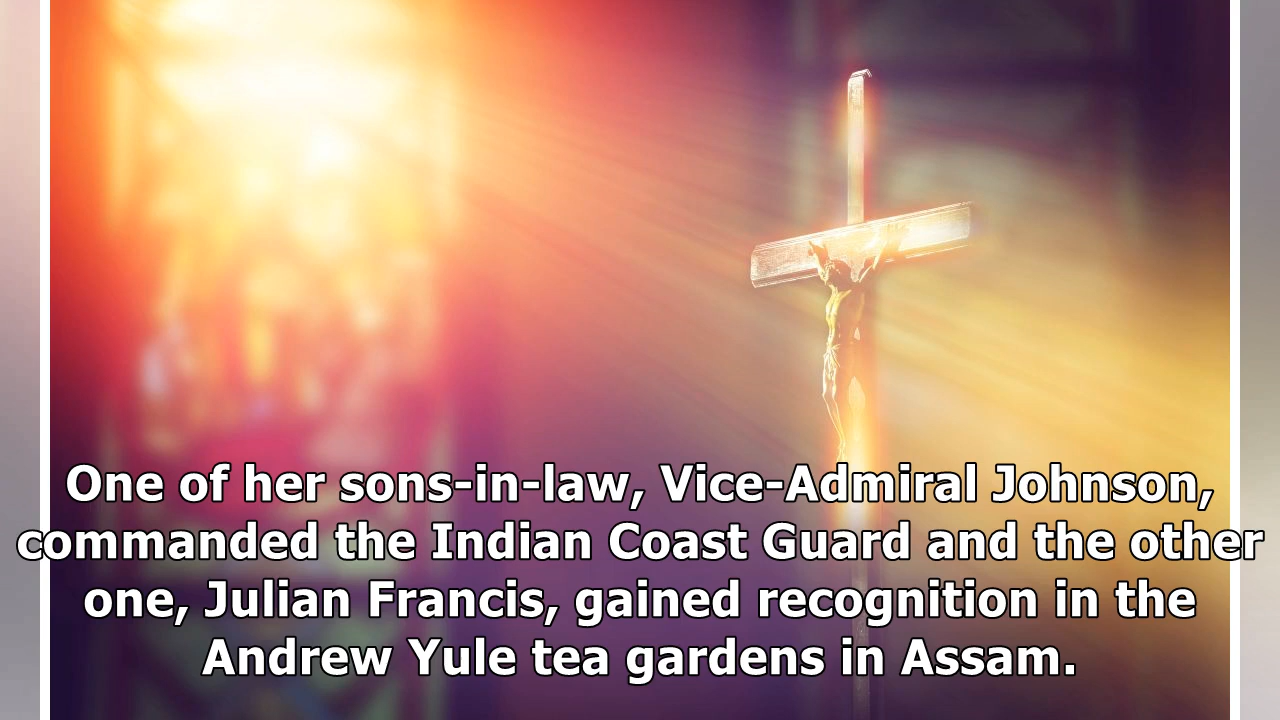 One of her sons-in-law, Vice-Admiral Johnson,
commanded the Indian Coast Guard and the other
one, Julian Francis, gained recognition in the
Andrew Yule tea gardens in Assam.